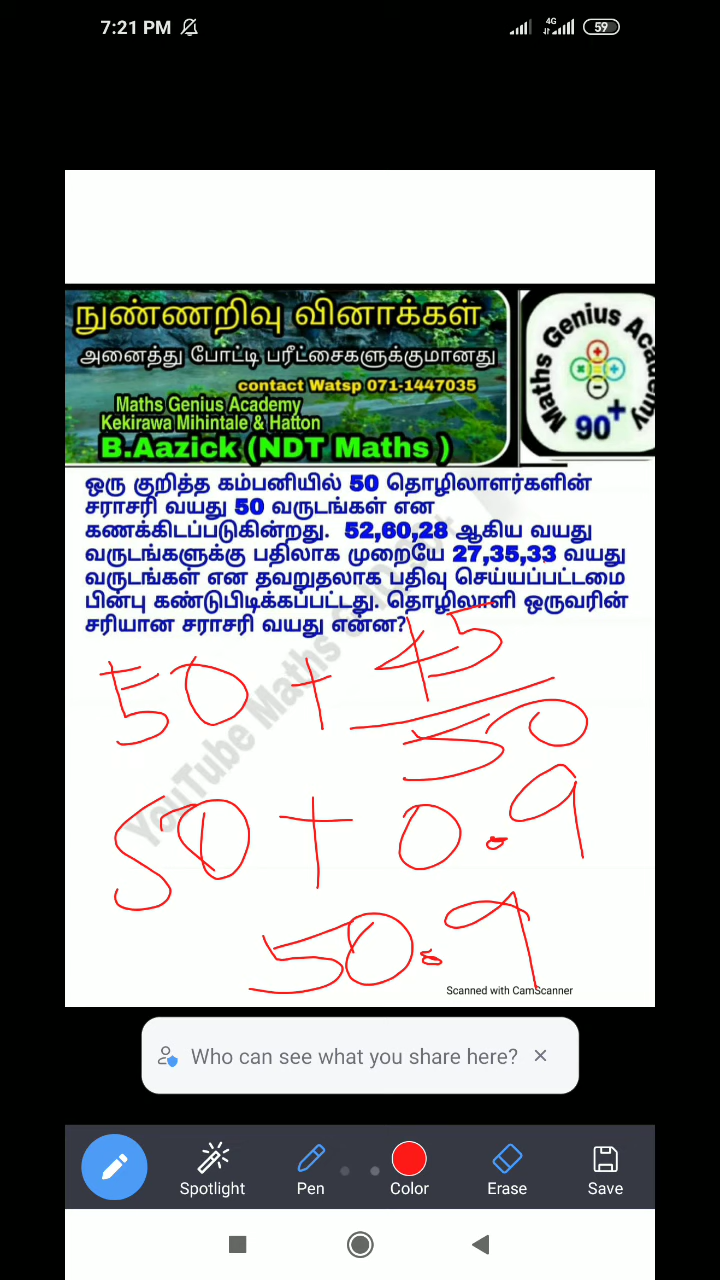 7:21 PM
4G
59
நுண்ணறிவு வினாக்கள்
அனைத்து போட்டி பரீட்சைகளுக்குமானது
contact Watsp 071-1447035
Maths Genius Academy
Kekirawa Mihintale & Hatton
B.Aazick (NDT Maths )
Maths Genius Academy
90+
ஒரு குறித்த கம்பனியில் 50 தொழிலாளர்களின்
சராசரி வயது 50 வருடங்கள் என
கணக்கிடப்படுகின்றது. 52,60,28 ஆகிய வயது
வருடங்களுக்கு பதிலாக முறையே 27,35,33 வயது
வருடங்கள் என தவறுதலாக பதிவு செய்யப்பட்டமை
பின்பு கண்டுபிடிக்கப்பட்டது. தொழிலாளி ஒருவரின்
சரியான சராசரி வயது என்ன?
YouTube Maths
50 + 45
50
50 + 0.9
50.9
Scanned with CamScanner
Who can see what you share here? ×
Spotlight
Pen
Color
Erase
Save